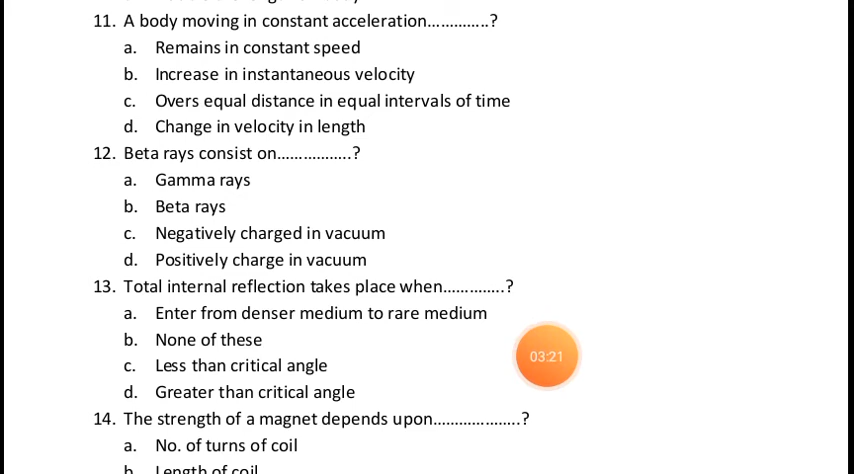 11. A body moving in constant acceleration.............?
a. Remains in constant speed
b. Increase in instantaneous velocity
c. Overs equal distance in equal intervals of time
d. Change in velocity in length
12. Beta rays consist on.................?
a. Gamma rays
b. Beta rays
c. Negatively charged in vacuum
d. Positively charge in vacuum
13. Total internal reflection takes place when..............?
a. Enter from denser medium to rare medium
b. None of these
c. Less than critical angle
03:21
d. Greater than critical angle
14. The strength of a magnet depends upon....................?
a. No. of turns of coil
b. Length of coil